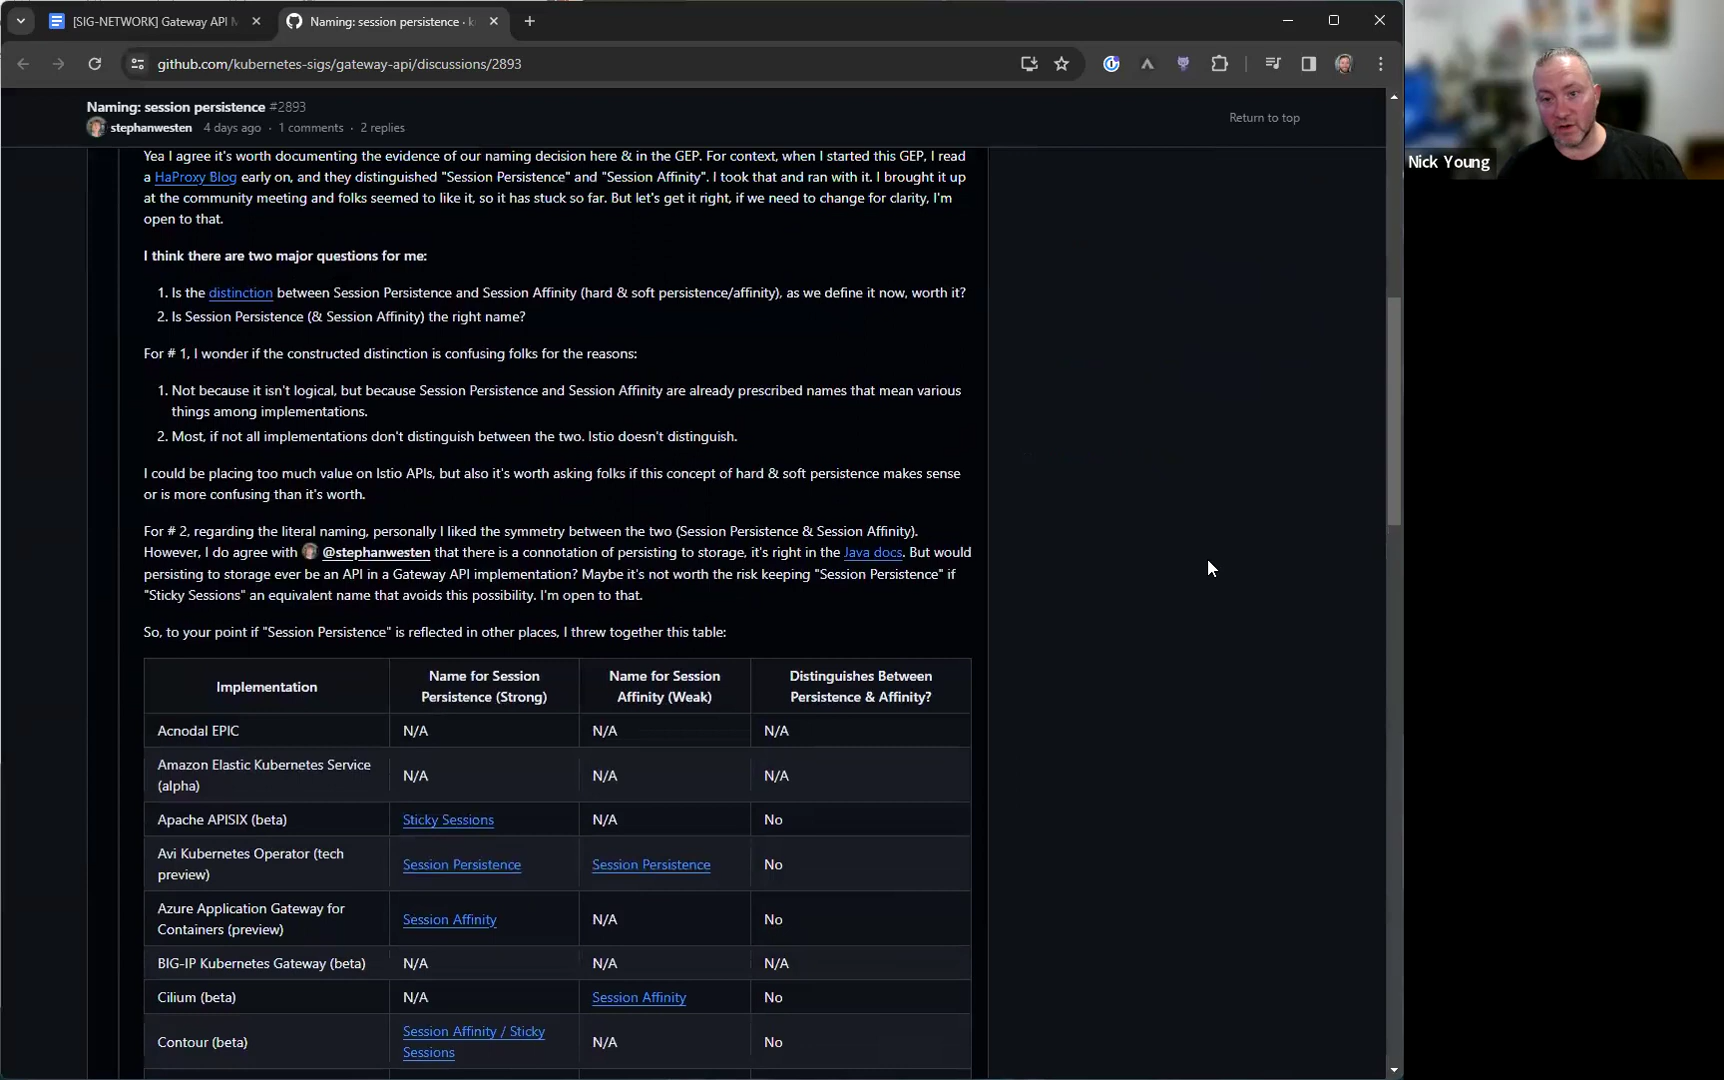 [SIG-NETWORK] Gateway API M
Naming: session persistence · k
github.com/kubernetes-sigs/gateway-api/discussions/2893
Naming: session persistence #2893
stephanwesten 4 days ago · 1 comments · 2 replies
Return to top
Nick Young
Yea I agree it's worth documenting the evidence of our naming decision here & in the GEP. For context, when I started this GEP, I read
a HaProxy Blog early on, and they distinguished "Session Persistence" and "Session Affinity". I took that and ran with it. I brought it up
at the community meeting and folks seemed to like it, so it has stuck so far. But let's get it right, if we need to change for clarity, I'm
open to that.
I think there are two major questions for me:
1. Is the distinction between Session Persistence and Session Affinity (hard & soft persistence/affinity), as we define it now, worth it?
2. Is Session Persistence (& Session Affinity) the right name?
For # 1, I wonder if the constructed distinction is confusing folks for the reasons:
1. Not because it isn't logical, but because Session Persistence and Session Affinity are already prescribed names that mean various
things among implementations.
2. Most, if not all implementations don't distinguish between the two. Istio doesn't distinguish.
I could be placing too much value on Istio APIs, but also it's worth asking folks if this concept of hard & soft persistence makes sense
or is more confusing than it's worth.
For # 2, regarding the literal naming, personally I liked the symmetry between the two (Session Persistence & Session Affinity).
However, I do agree with @stephanwesten that there is a connotation of persisting to storage, it's right in the Java docs. But would
persisting to storage ever be an API in a Gateway API implementation? Maybe it's not worth the risk keeping "Session Persistence" if
"Sticky Sessions" an equivalent name that avoids this possibility. I'm open to that.
So, to your point if "Session Persistence" is reflected in other places, I threw together this table:
Implementation
Name for Session
Persistence (Strong)
Name for Session
Affinity (Weak)
Distinguishes Between
Persistence & Affinity?
Acnodal EPIC N/A N/A N/A
Amazon Elastic Kubernetes Service
(alpha)
N/A N/A N/A
Apache APISIX (beta) Sticky Sessions N/A No
Avi Kubernetes Operator (tech
preview)
Session Persistence Session Persistence No
Azure Application Gateway for
Containers (preview)
Session Affinity N/A No
BIG-IP Kubernetes Gateway (beta) N/A N/A N/A
Cilium (beta) N/A Session Affinity No
Contour (beta)
Session Affinity / Sticky
Sessions
N/A No